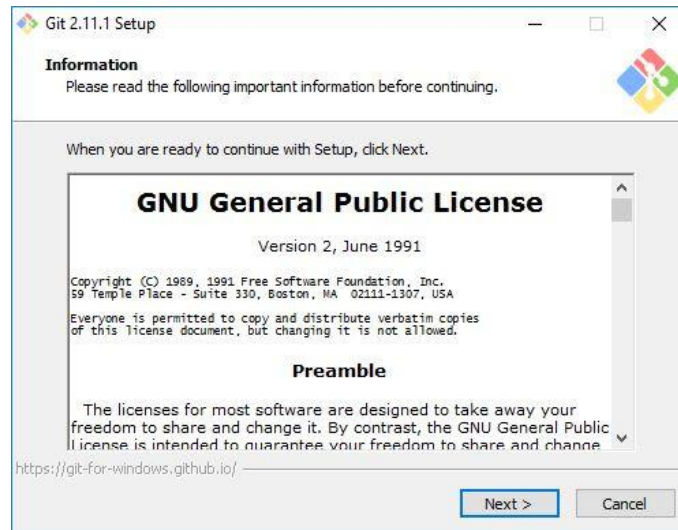 Git 2.11.1 Setup
Information
Please read the following important information before continuing.
When you are ready to continue with Setup, click Next.
GNU General Public License
Version 2, June 1991
Copyright (C) 1989, 1991 Free Software Foundation, Inc.
59 Temple Place - Suite 330, Boston, MA  02111-1307, USA
Everyone is permitted to copy and distribute verbatim copies
of this license document, but changing it is not allowed.
Preamble
The licenses for most software are designed to take away your
freedom to share and change it. By contrast, the GNU General Public
License is intended to guarantee your freedom to share and change
https://git-for-windows.github.io/
Next >
Cancel